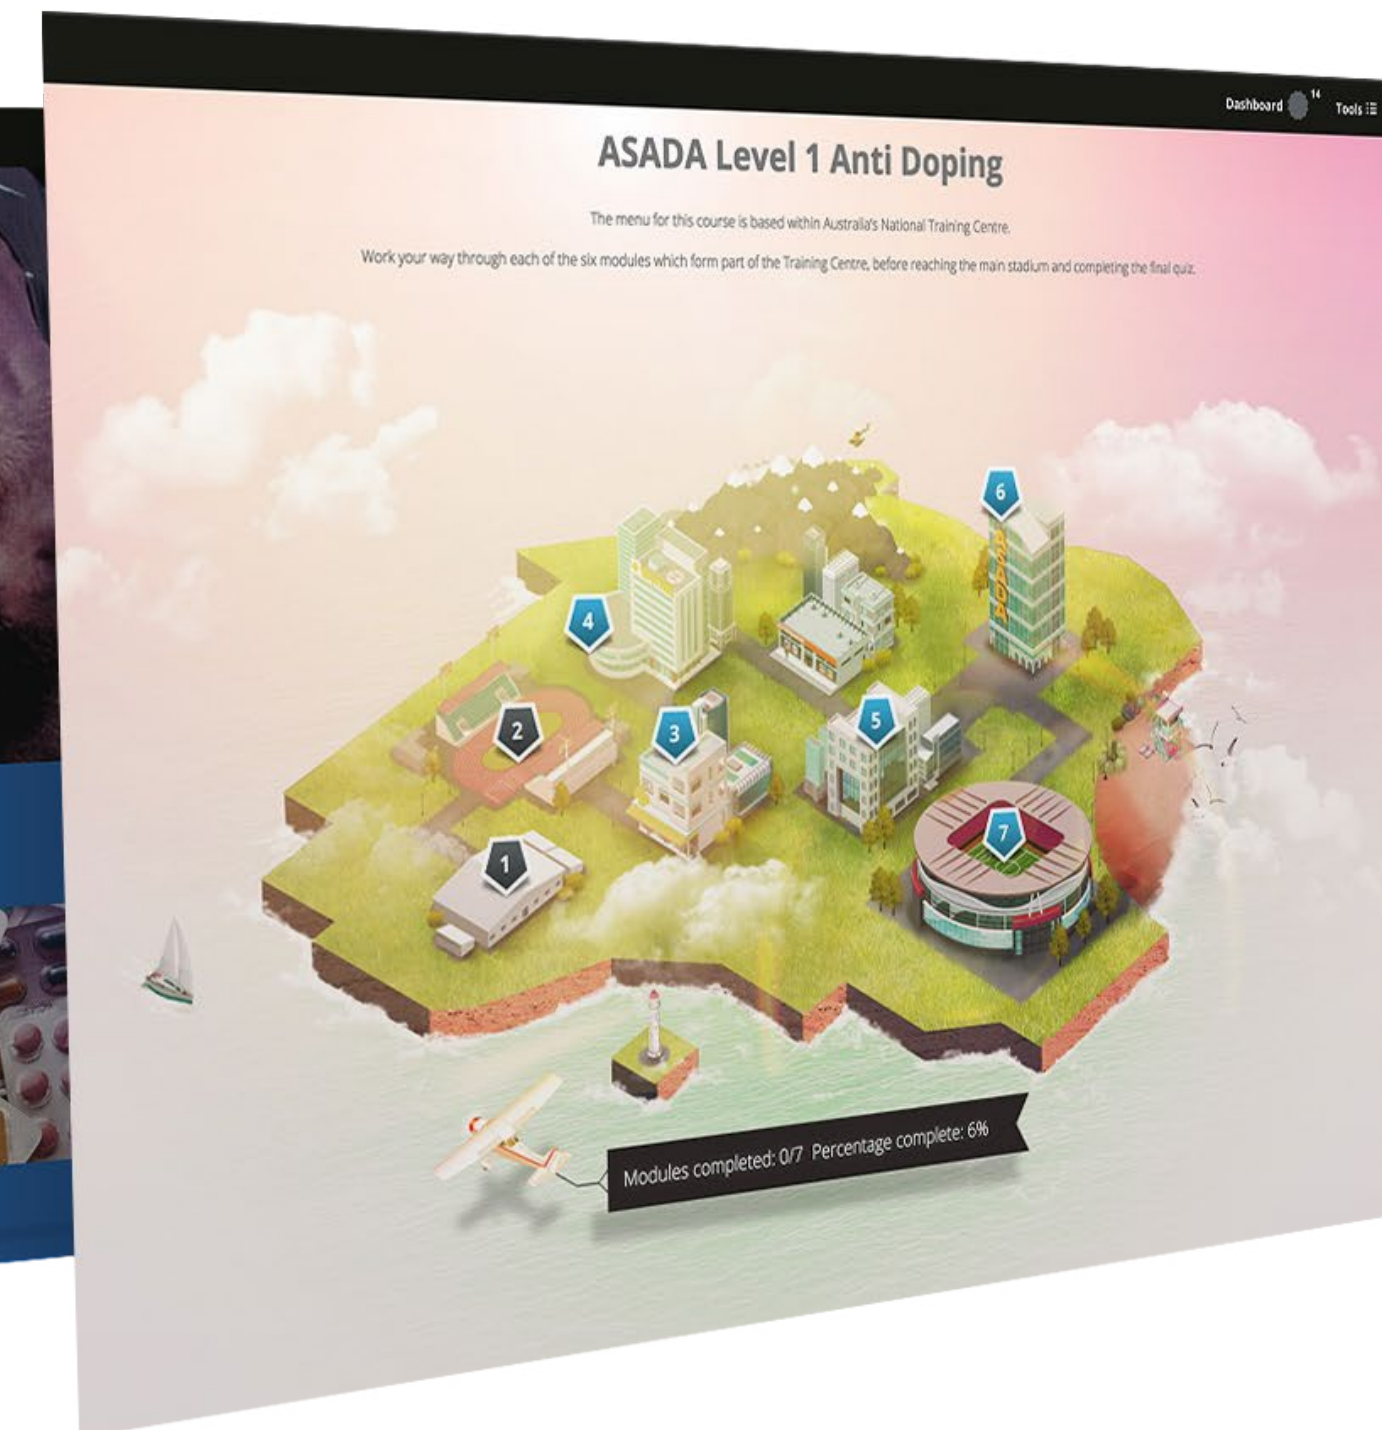 Dashboard 14 Tools
ASADA Level 1 Anti Doping
The menu for this course is based within Australia's National Training Centre.
Work your way through each of the six modules which form part of the Training Centre, before reaching the main stadium and completing the final quiz.
6
ASADA
4
2
3
5
7
1
Modules completed: 0/7 Percentage complete: 6%